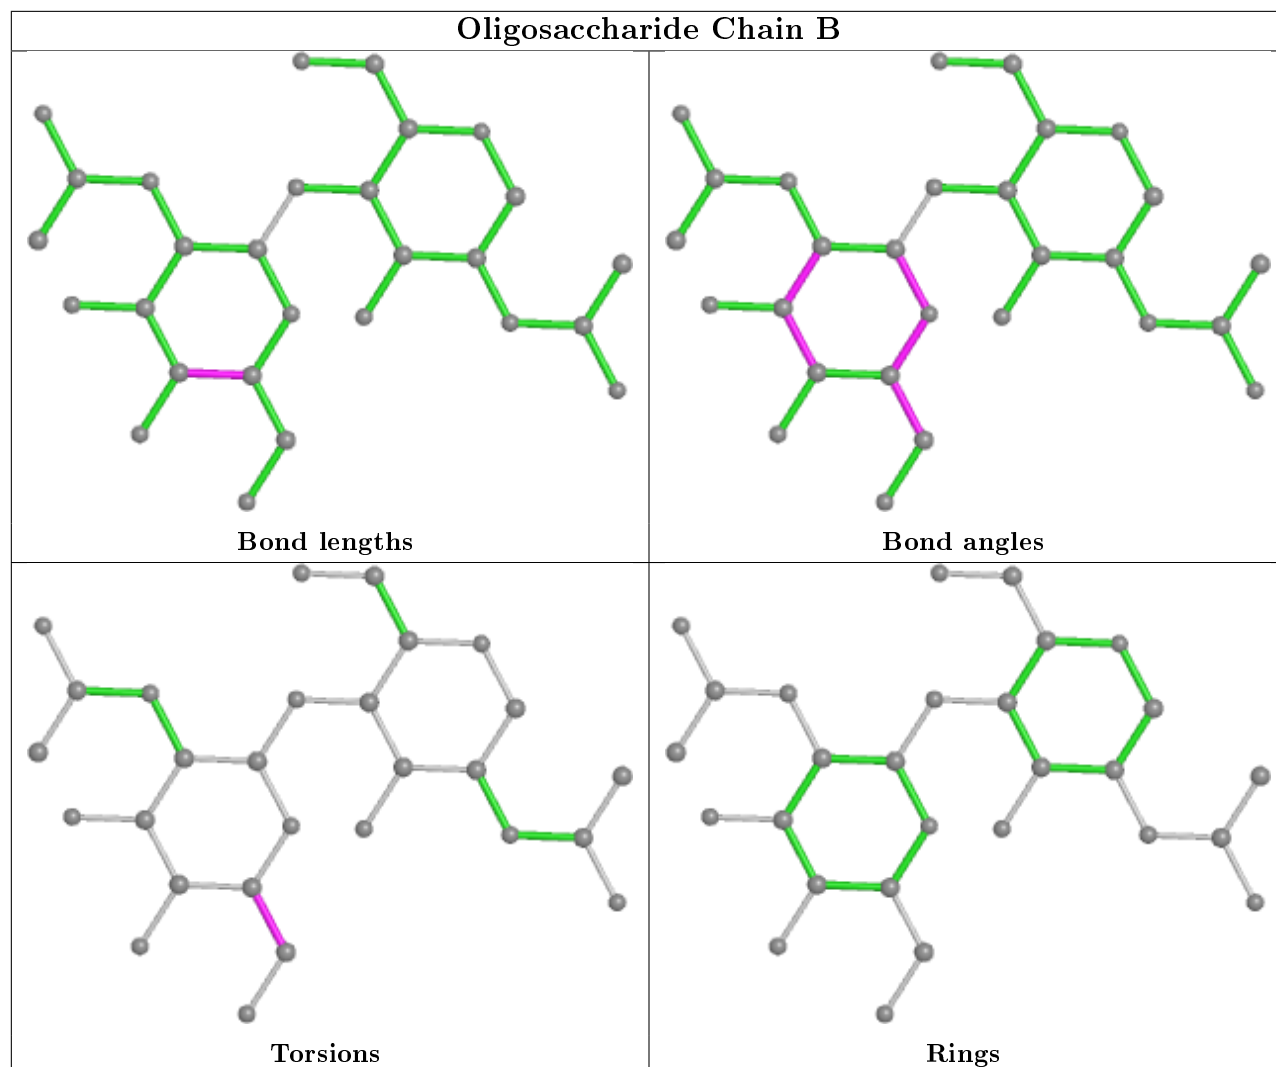 Oligosaccharide Chain B
Bond lengths
Bond angles
Torsions
Rings